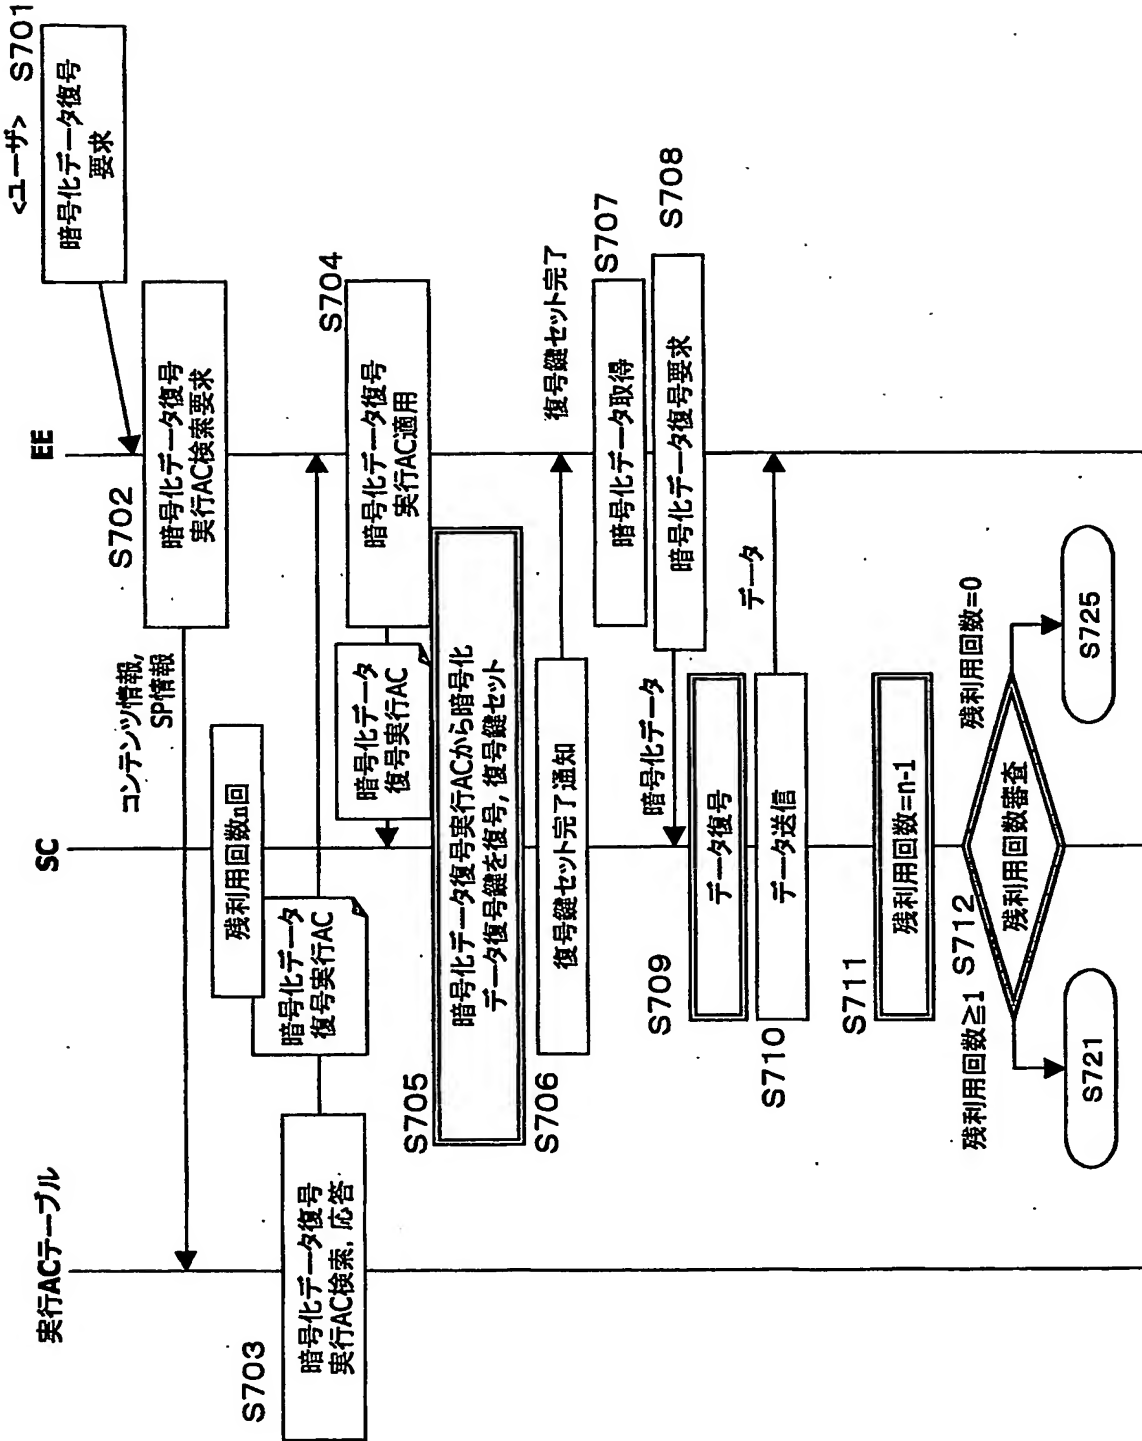 <ユーザ> S701
暗号化データ復号
要求
EE
SC
実行ACテーブル
S702
暗号化データ復号
実行AC検索要求
コンテンツ情報,
SP情報
残利用回数n回
S703
暗号化データ復号
実行AC検索, 応答
暗号化データ
復号実行AC
S704
暗号化データ復号
実行AC適用
暗号化データ
復号実行AC
S705
暗号化データ復号実行ACから暗号化
データ復号鍵を復号, 復号鍵セット
S706
復号鍵セット完了通知
復号鍵セット完了
S707
暗号化データ取得
S708
暗号化データ復号要求
暗号化データ
S709
データ復号
S710
データ送信
データ
S711
残利用回数=n-1
S712
残利用回数審査
残利用回数≧1
S721
残利用回数=0
S725